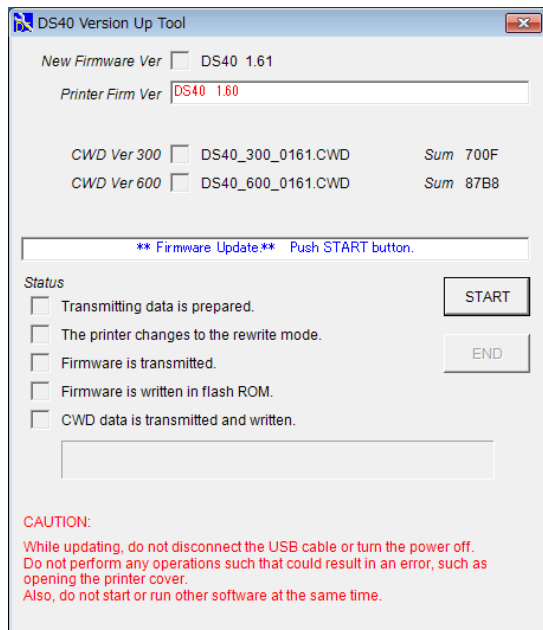 DS40 Version Up Tool
New Firmware Ver DS40 1.61
Printer Firm Ver DS40 1.60
CWD Ver 300 DS40_300_0161.CWD Sum 700F
CWD Ver 600 DS40_600_0161.CWD Sum 87B8
** Firmware Update.** Push START button.
Status
Transmitting data is prepared.
START
The printer changes to the rewrite mode.
Firmware is transmitted.
END
Firmware is written in flash ROM.
CWD data is transmitted and written.
CAUTION:
While updating, do not disconnect the USB cable or turn the power off.
Do not perform any operations such that could result in an error, such as
opening the printer cover.
Also, do not start or run other software at the same time.